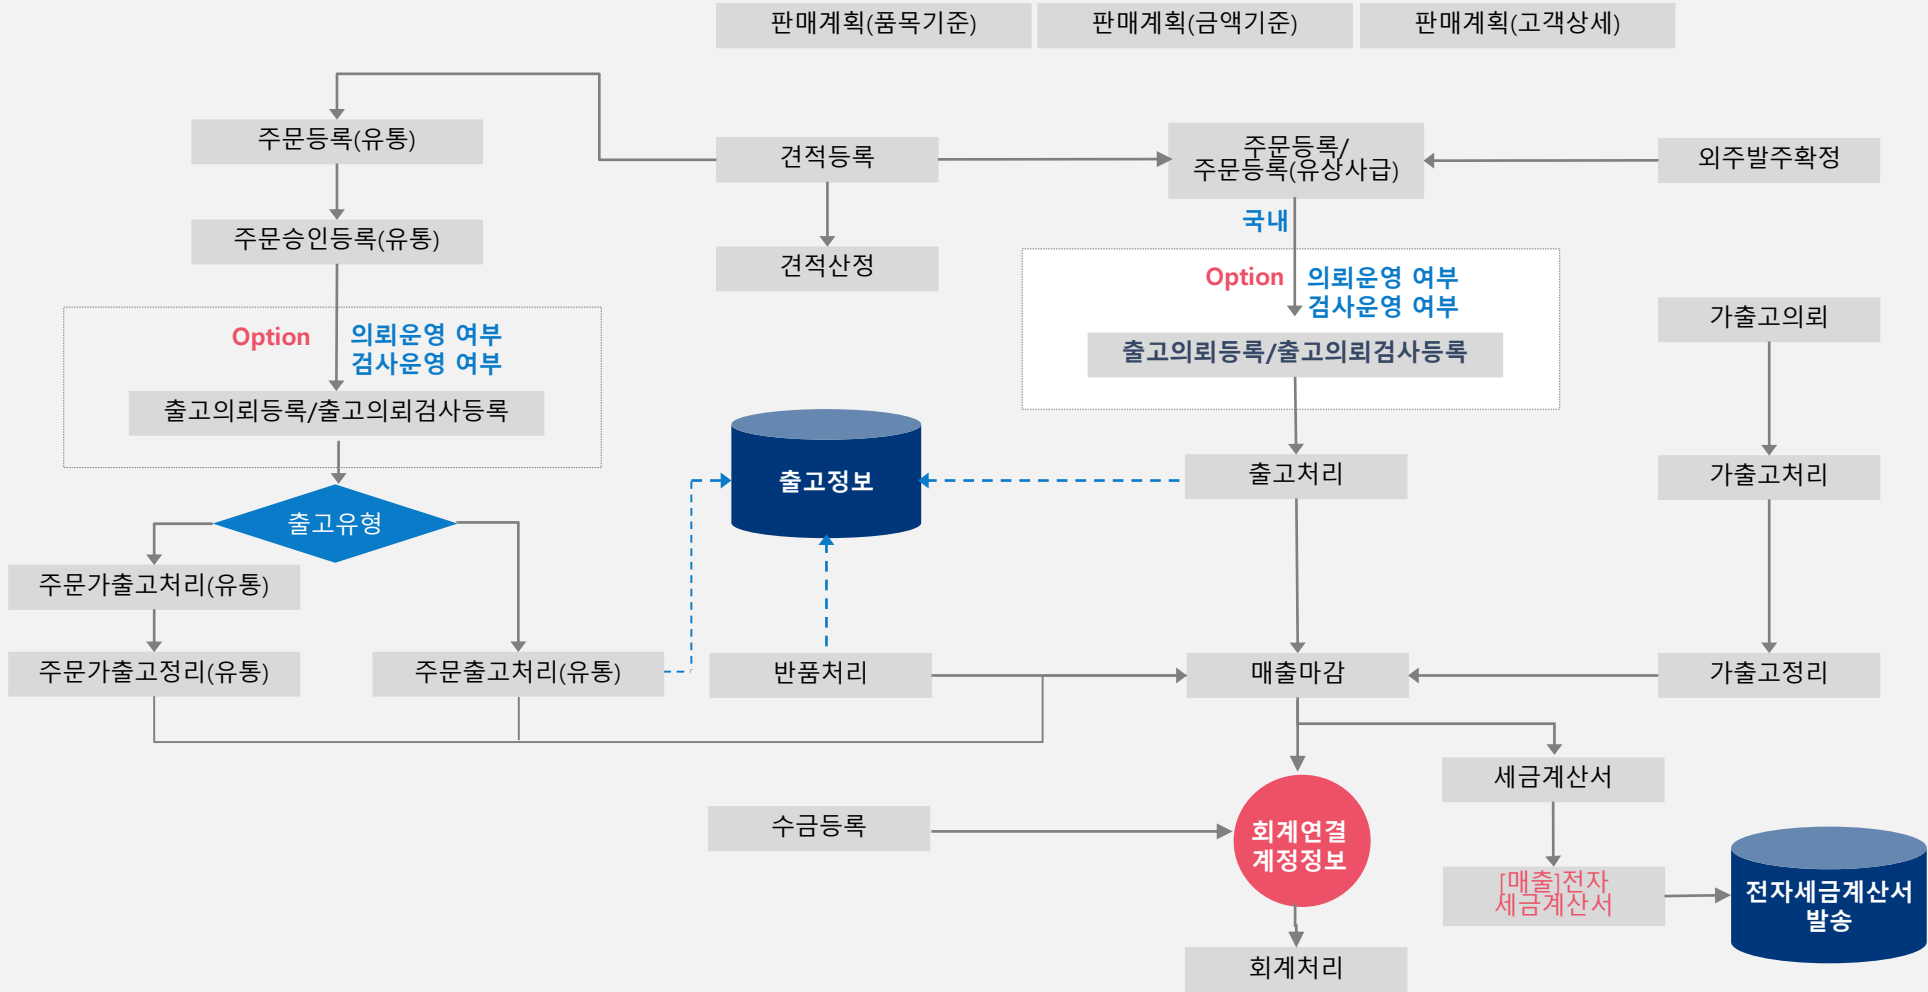 판매계획(품목기준)
판매계획(금액기준)
판매계획(고객상세)
주문등록(유통)
견적등록
주문등록/
주문등록(유상사급)
외주발주확정
국내
주문승인등록(유통)
견적산정
Option
의뢰운영 여부
검사운영 여부
가출고의뢰
Option
의뢰운영 여부
검사운영 여부
출고의뢰등록/출고의뢰검사등록
출고의뢰등록/출고의뢰검사등록
출고정보
출고처리
가출고처리
출고유형
주문가출고처리(유통)
주문가출고정리(유통)
주문출고처리(유통)
반품처리
매출마감
가출고정리
세금계산서
수금등록
회계연결
계정정보
[매출]전자
세금계산서
전자세금계산서
발송
회계처리